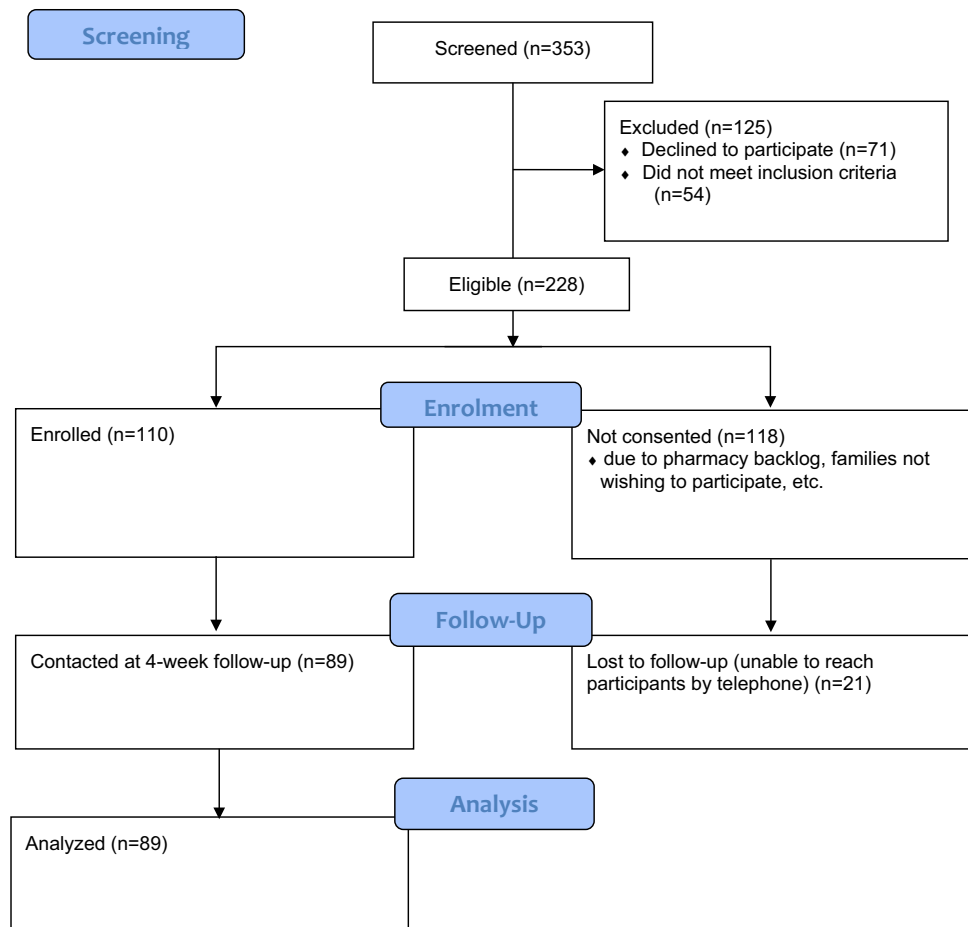 Screening
Screened (n=353)
Excluded (n=125)
⬧ Declined to participate (n=71)
⬧ Did not meet inclusion criteria
(n=54)
Eligible (n=228)
Enrolment
Enrolled (n=110)
Not consented (n=118)
⬧ due to pharmacy backlog, families not
wishing to participate, etc.
Follow-Up
Contacted at 4-week follow-up (n=89)
Lost to follow-up (unable to reach
participants by telephone) (n=21)
Analysis
Analyzed (n=89)